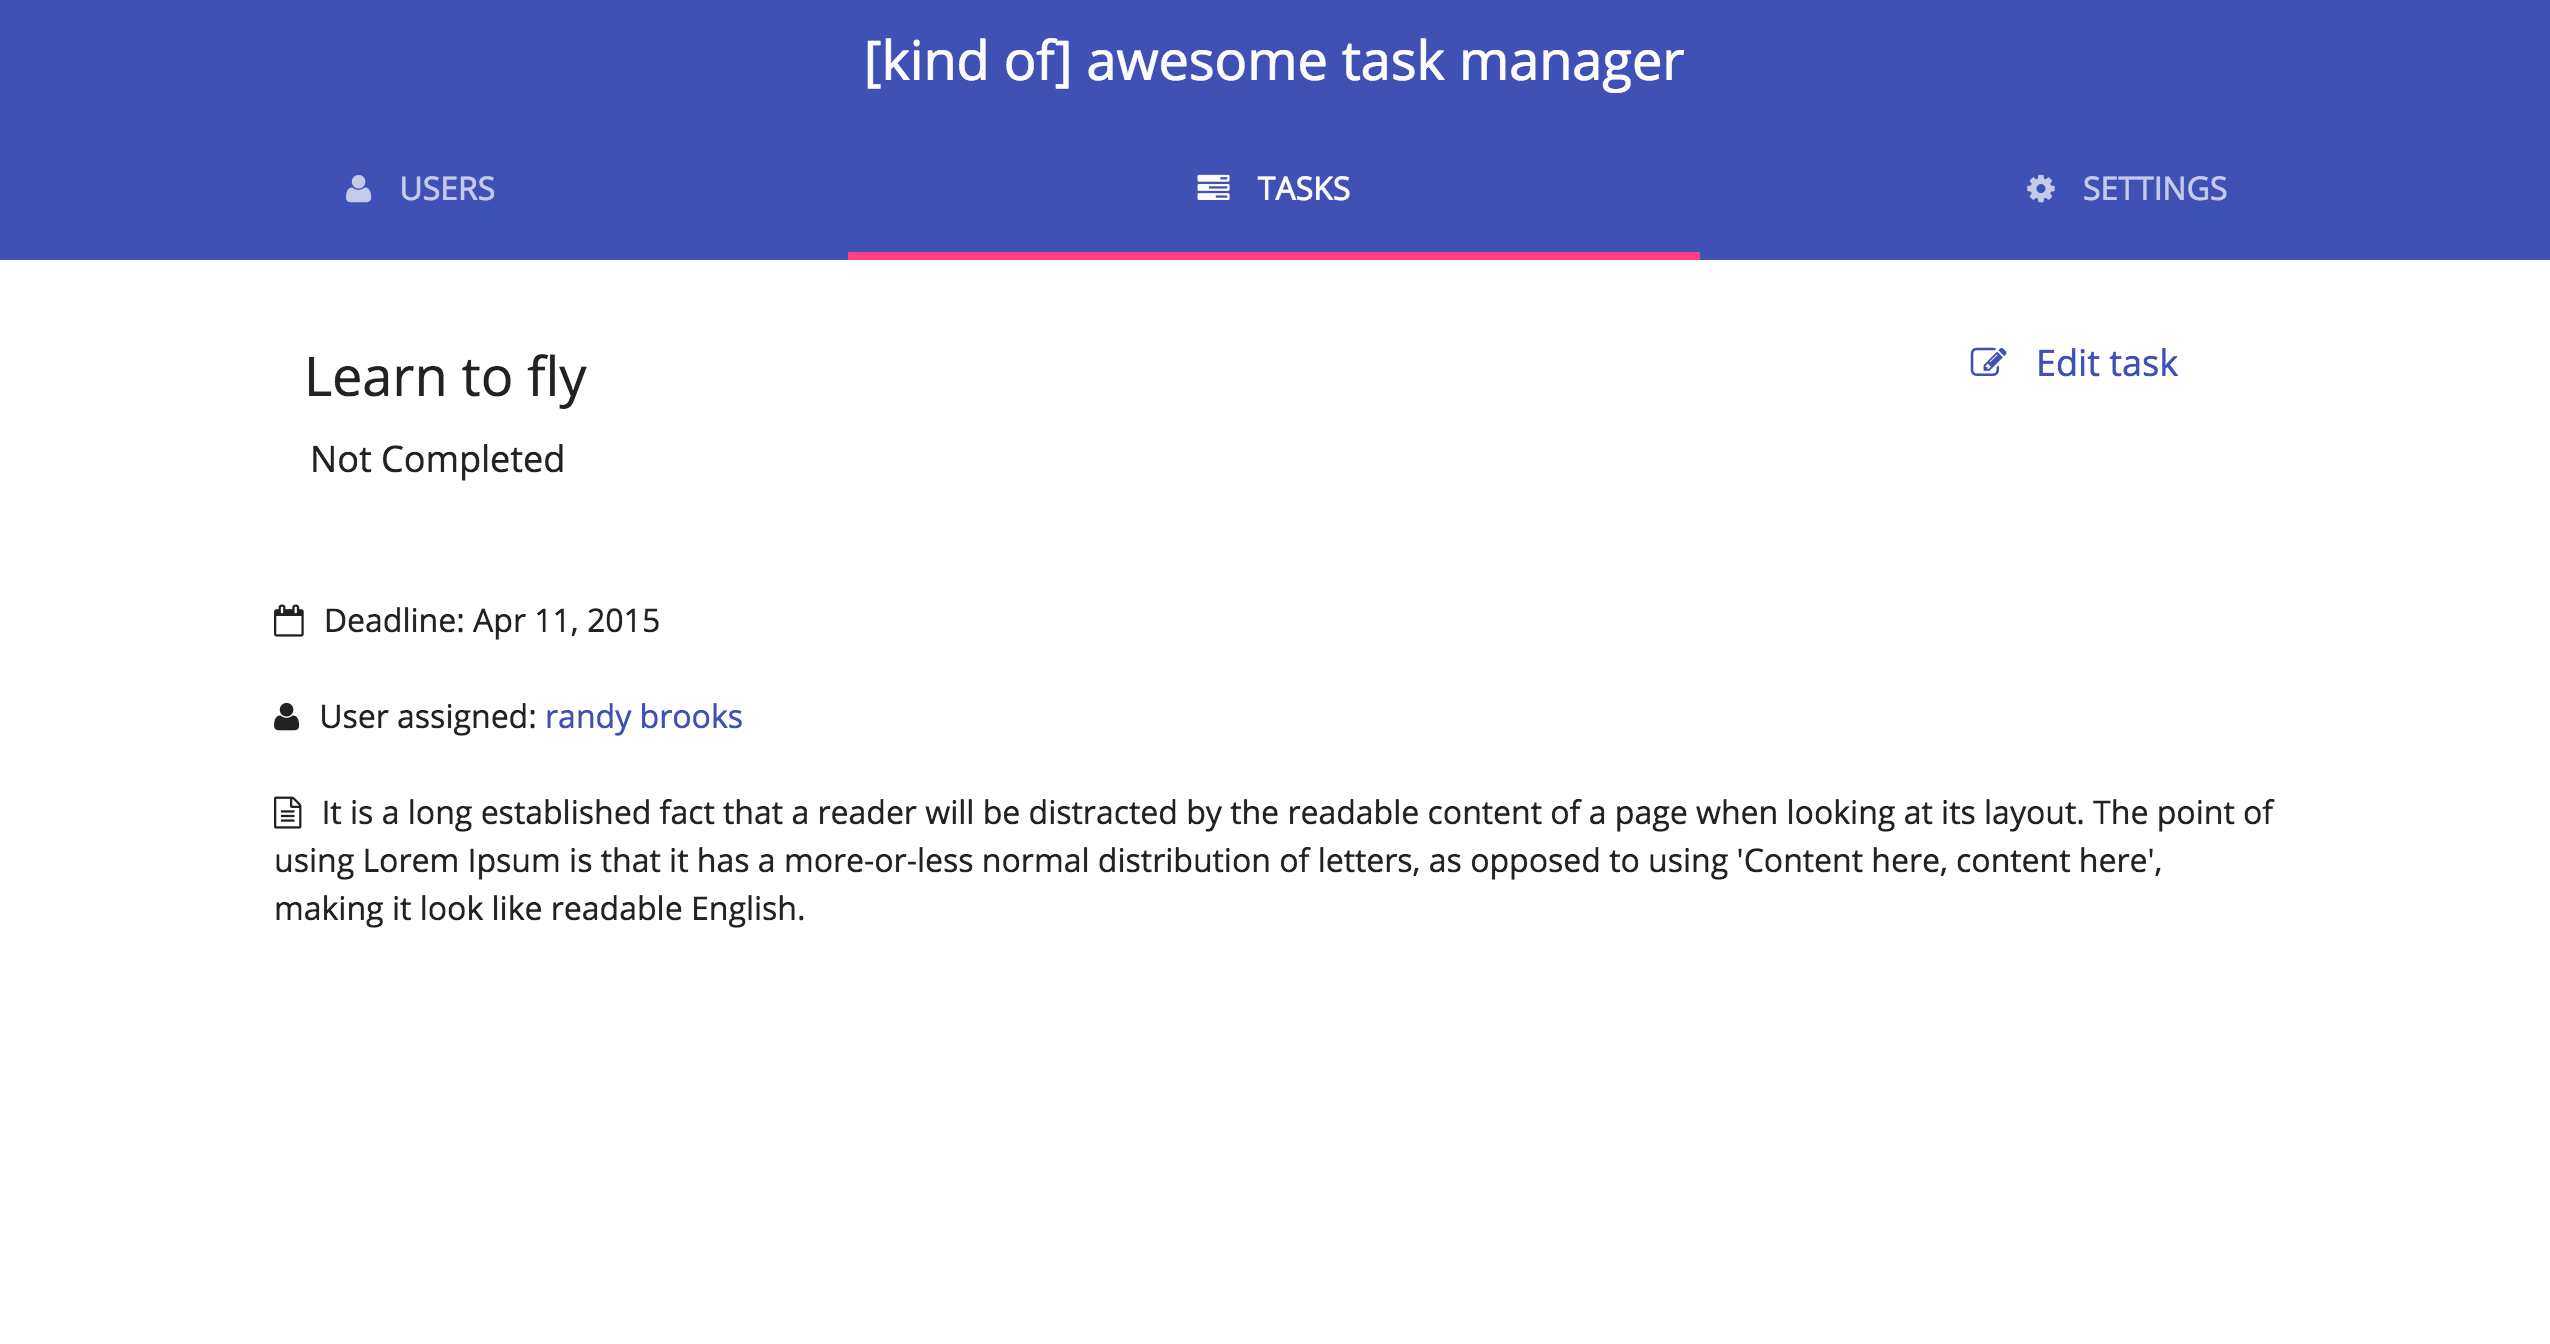 [kind of] awesome task manager
USERS
TASKS
SETTINGS
Learn to fly
Edit task
Not Completed
Deadline: Apr 11, 2015
User assigned: randy brooks
It is a long established fact that a reader will be distracted by the readable content of a page when looking at its layout. The point of
using Lorem Ipsum is that it has a more-or-less normal distribution of letters, as opposed to using 'Content here, content here',
making it look like readable English.